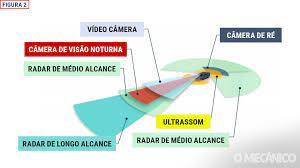 FIGURA 2
VÍDEO CÂMERA
CÂMERA DE RÉ
CÂMERA DE VISÃO NOTURNA
RADAR DE MÉDIO ALCANCE
ULTRASSOM
RADAR DE LONGO ALCANCE
RADAR DE MÉDIO ALCANCE
O MECÂNICO